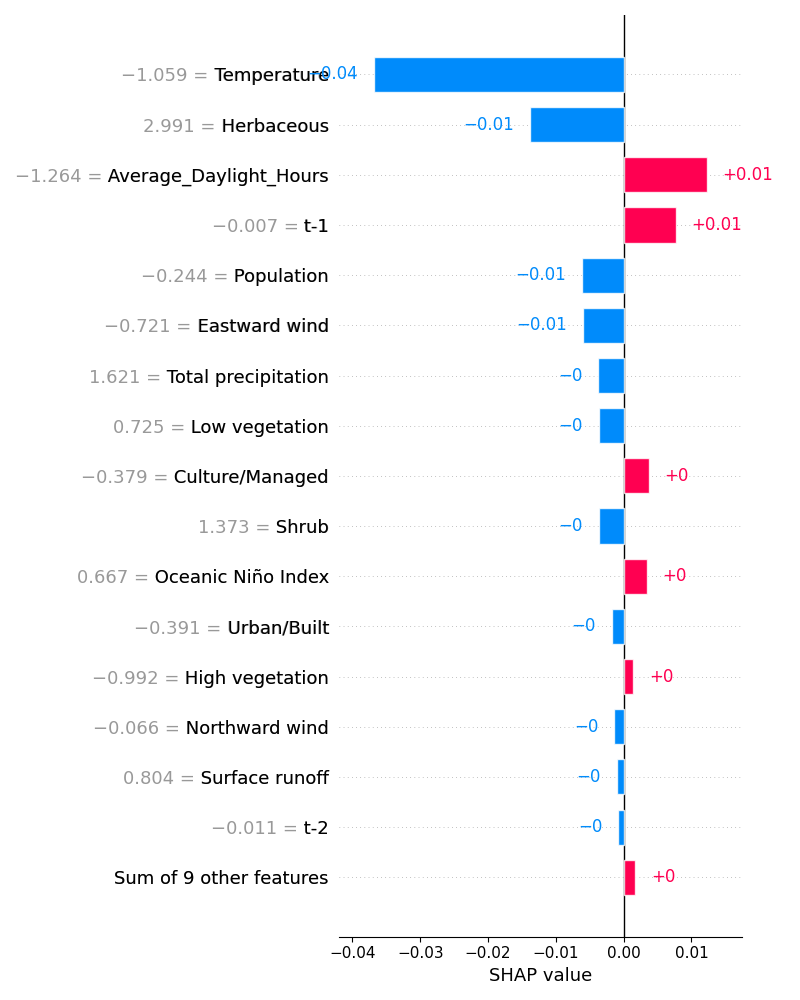 −1.059 = Temperature −0.04
2.991 = Herbaceous −0.01
−1.264 = Average_Daylight_Hours +0.01
−0.007 = t-1 +0.01
−0.244 = Population −0.01
−0.721 = Eastward wind −0.01
1.621 = Total precipitation −0
0.725 = Low vegetation −0
−0.379 = Culture/Managed +0
1.373 = Shrub −0
0.667 = Oceanic Niño Index +0
−0.391 = Urban/Built −0
−0.992 = High vegetation +0
−0.066 = Northward wind −0
0.804 = Surface runoff −0
−0.011 = t-2 −0
Sum of 9 other features +0
−0.04 −0.03 −0.02 −0.01 0.00 0.01
SHAP value